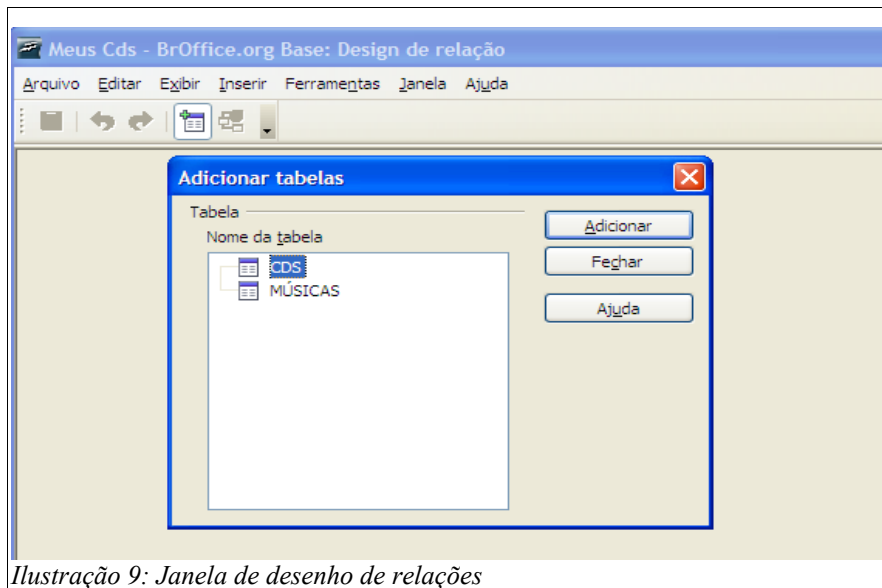 Meus Cds - BrOffice.org Base: Design de relação
Arquivo Editar Exibir Inserir Ferramentas Janela Ajuda
Adicionar tabelas
Tabela
Nome da tabela
CDS
MÚSICAS
Adicionar
Fechar
Ajuda
Ilustração 9: Janela de desenho de relações